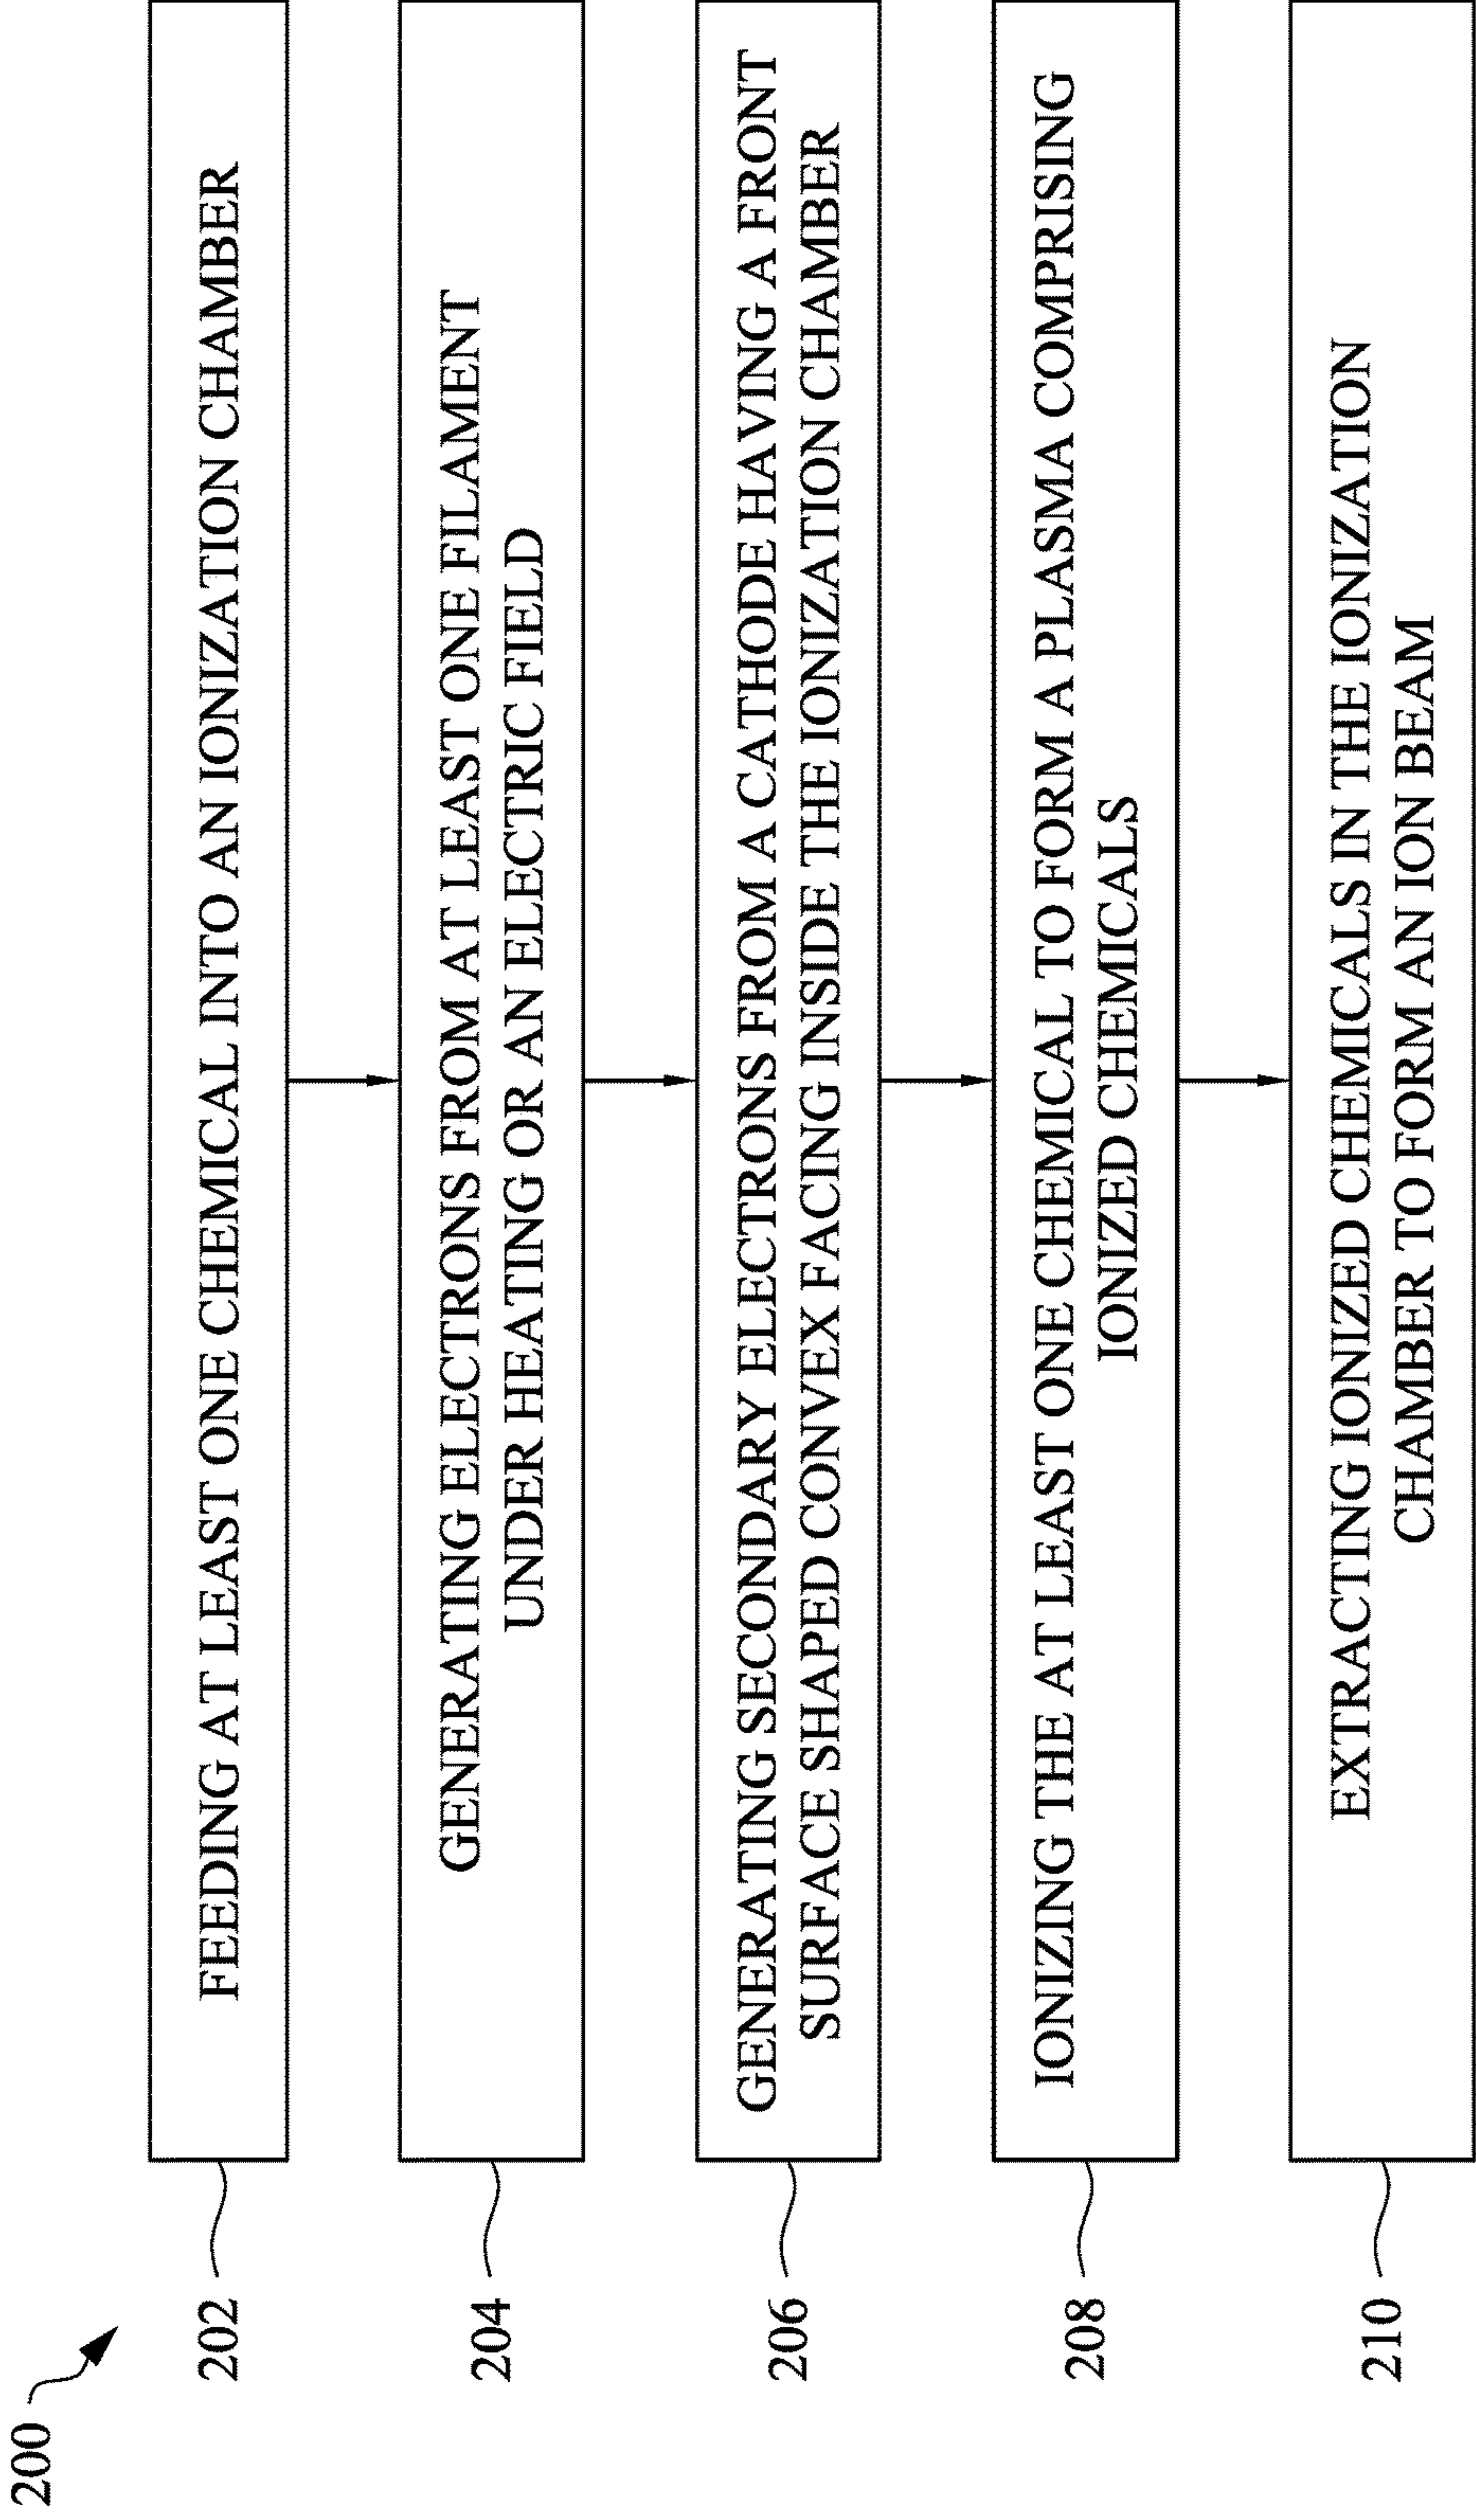 200
202
FEEDING AT LEAST ONE CHEMICAL INTO AN IONIZATION CHAMBER
204
GENERATING ELECTRONS FROM AT LEAST ONE FILAMENT
UNDER HEATING OR AN ELECTRIC FIELD
206
GENERATING SECONDARY ELECTRONS FROM A CATHODE HAVING A FRONT
SURFACE SHAPED CONVEX FACING INSIDE THE IONIZATION CHAMBER
208
IONIZING THE AT LEAST ONE CHEMICAL TO FORM A PLASMA COMPRISING
IONIZED CHEMICALS
210
EXTRACTING IONIZED CHEMICALS IN THE IONIZATION
CHAMBER TO FORM AN ION BEAM